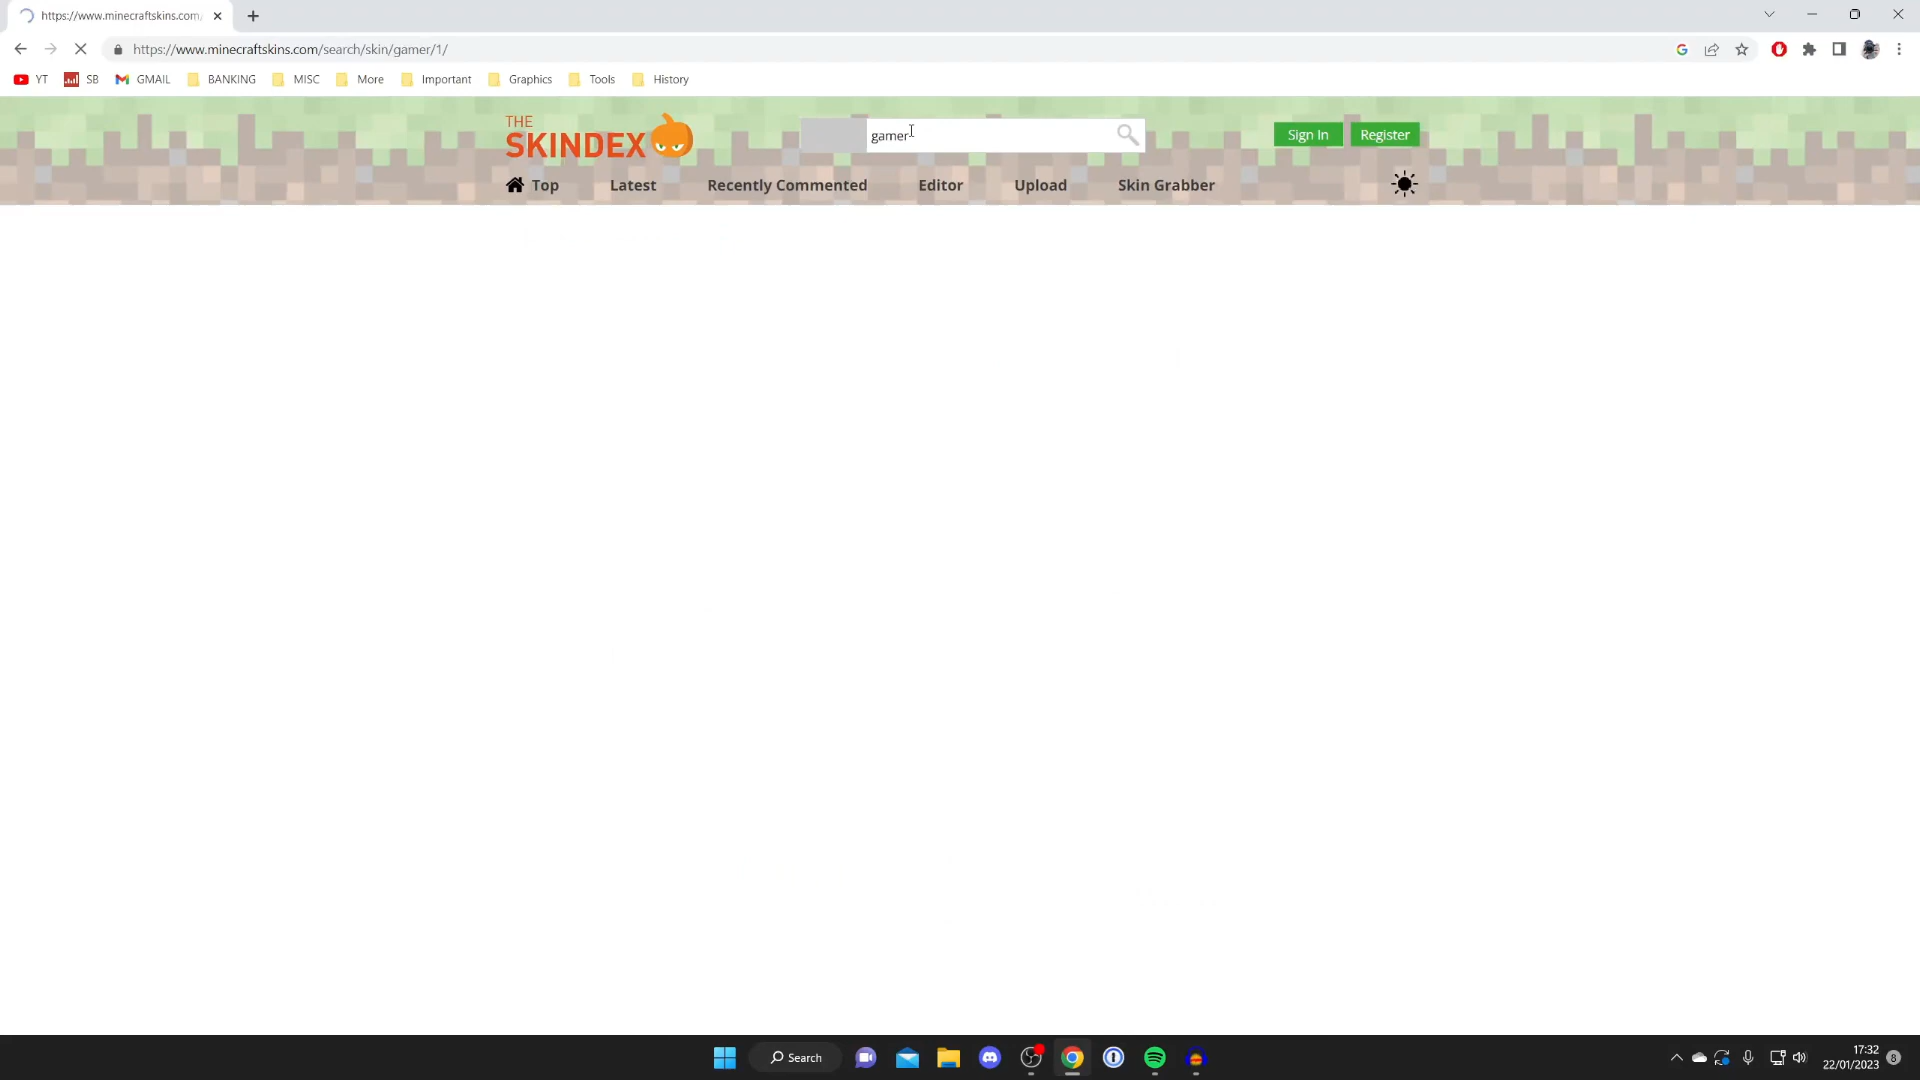 https://www.minecraftskins.com/
https://www.minecraftskins.com/search/skin/gamer/1/
YT SB GMAIL BANKING MISC More Important Graphics Tools History
THE
SKINDEX
gamer
Sign In Register
Top Latest Recently Commented Editor Upload Skin Grabber
Search
17:32
22/01/2023
8